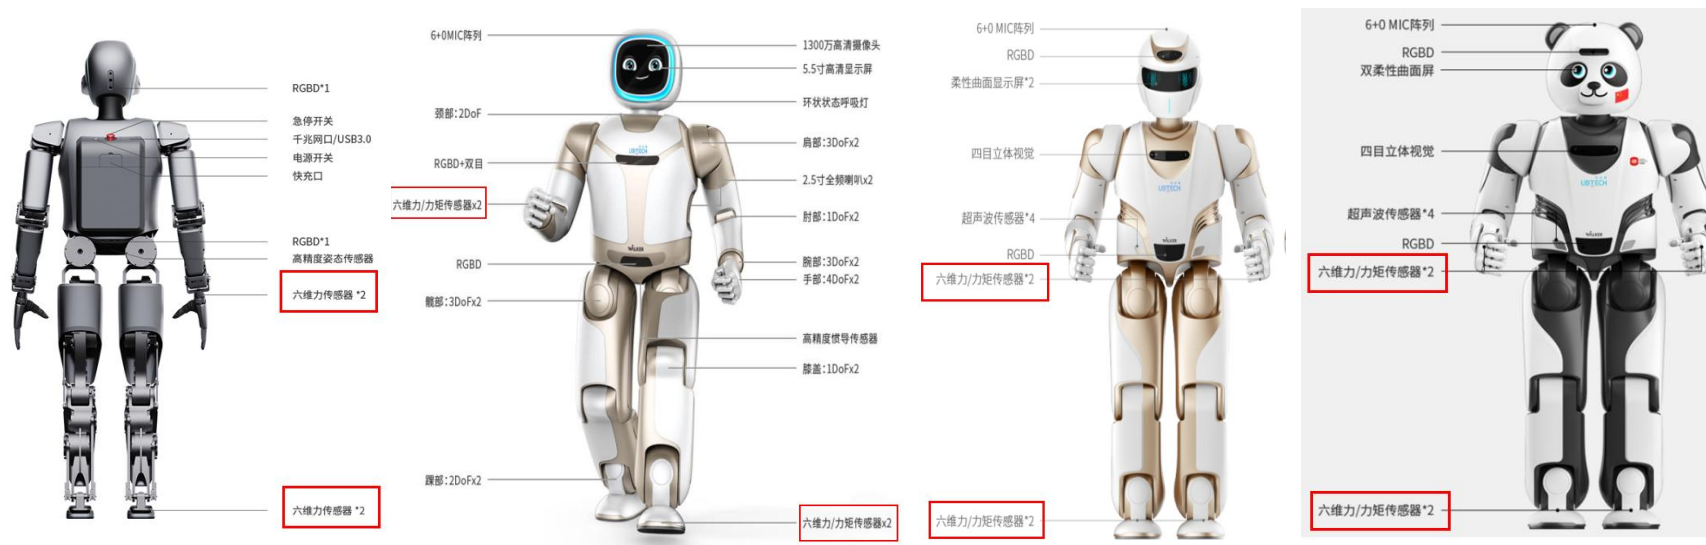 RGBD*1
急停开关
千兆网口/USB3.0
电源开关
快充口
RGBD*1
高精度姿态传感器
六维力传感器 *2
六维力传感器 *2
6+0MIC阵列
颈部:2DoF
RGBD+双目
六维力/力矩传感器x2
RGBD
髋部:3DoFx2
踝部:2DoFx2
1300万高清摄像头
5.5寸高清显示屏
环状状态呼吸灯
肩部:3DoFx2
2.5寸全频喇叭x2
肘部:1DoFx2
腕部:3DoFx2
手部:4DoFx2
高精度惯导传感器
膝盖:1DoFx2
六维力/力矩传感器x2
UBTECH
WALKER
6+0 MIC阵列
RGBD
柔性曲面显示屏*2
四目立体视觉
超声波传感器*4
RGBD
六维力/力矩传感器*2
六维力/力矩传感器*2
UBTECH
WALKER
6+0 MIC阵列
RGBD
双柔性曲面屏
四目立体视觉
超声波传感器*4
RGBD
六维力/力矩传感器*2
六维力/力矩传感器*2
UBTECH